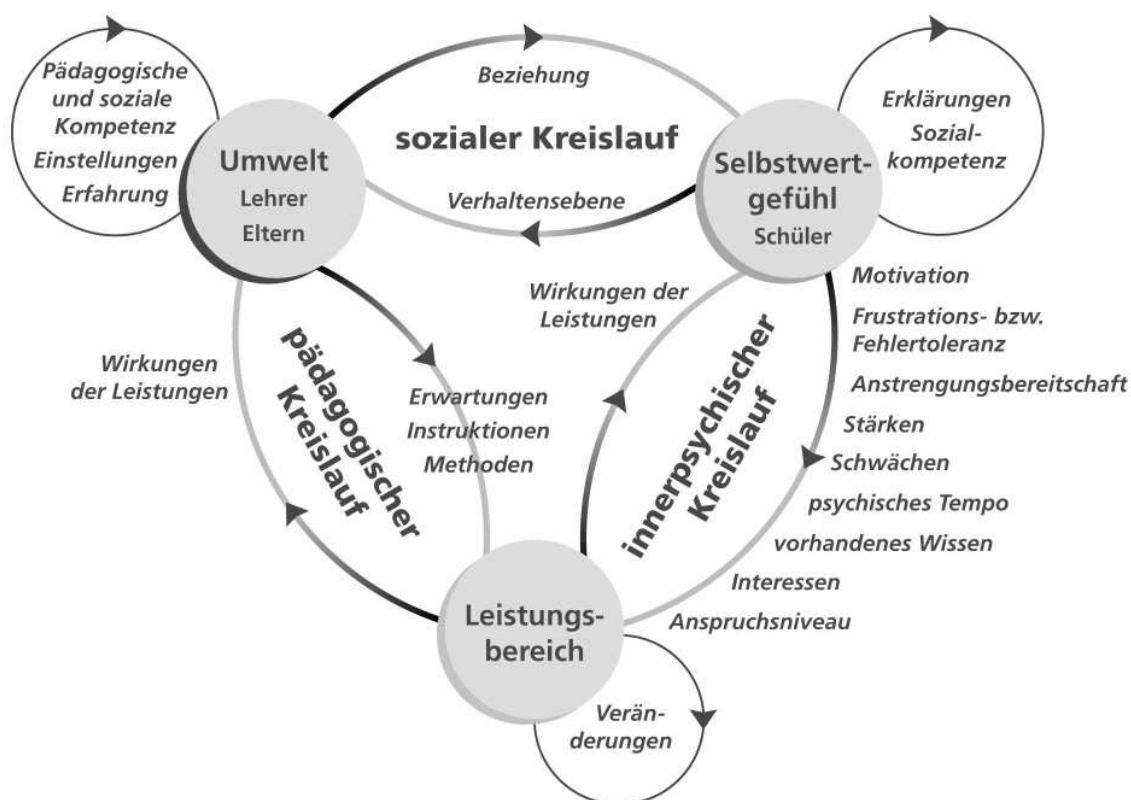 Pädagogische
und soziale
Kompetenz
Einstellungen
Erfahrung
Umwelt
Lehrer
Eltern
Beziehung
sozialer Kreislauf
Verhaltensebene
Selbstwert-
gefühl
Schüler
Erklärungen
Sozial-
kompetenz
Wirkungen
der Leistungen
pädagogischer
Kreislauf
Erwartungen
Instruktionen
Methoden
Wirkungen der
Leistungen
innerpsychischer
Kreislauf
Motivation
Frustrations- bzw.
Fehlertoleranz
Anstrengungsbereitschaft
Stärken
Schwächen
psychisches Tempo
vorhandenes Wissen
Interessen
Anspruchsniveau
Leistungs-
bereich
Verän-
derungen